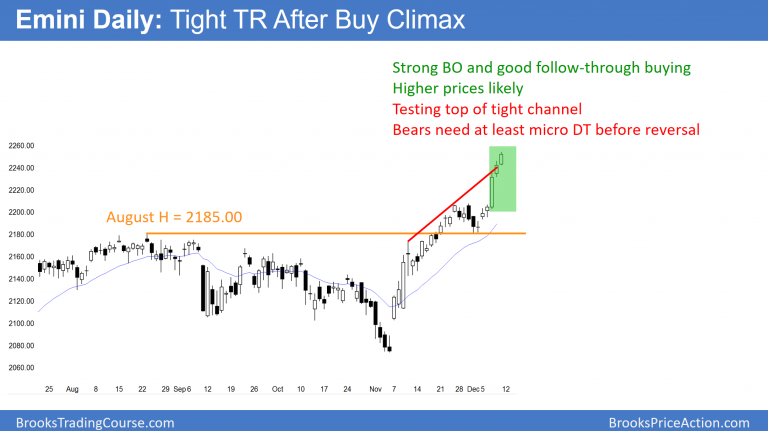 Emini Daily: Tight TR After Buy Climax
Strong BO and good follow-through buying
Higher prices likely
Testing top of tight channel
Bears need at least micro DT before reversal
2260.00
2240.00
2220.00
2200.00
2180.00
2160.00
2140.00
2120.00
2100.00
2080.00
2060.00
August H = 2185.00
25 Aug 8 15 22 29 Sep 6 12 19 26 Oct 10 17 24 Nov 7 14 21 28 Dec 5 12
BrooksTradingCourse.com BrooksPriceAction.com